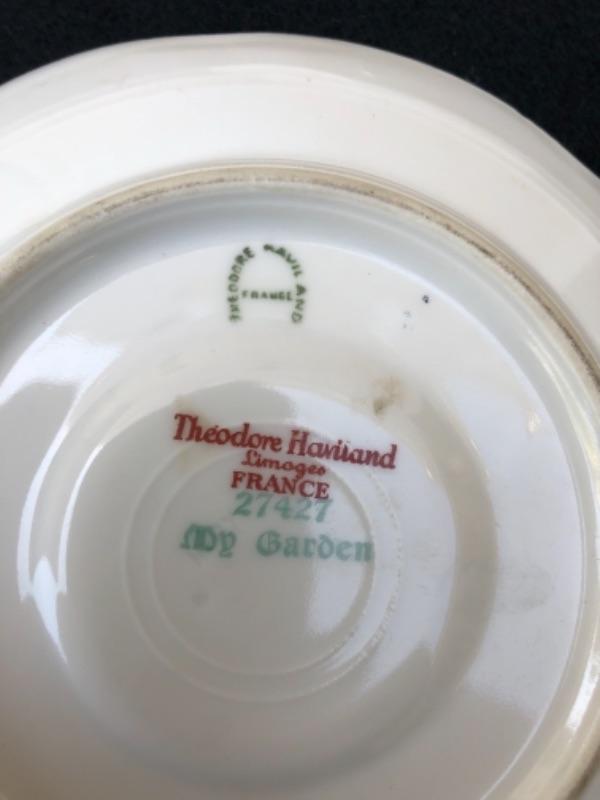 THEODORE HAVILAND
FRANCE
Theodore Haviland
Limoges
FRANCE
27427
My Garden